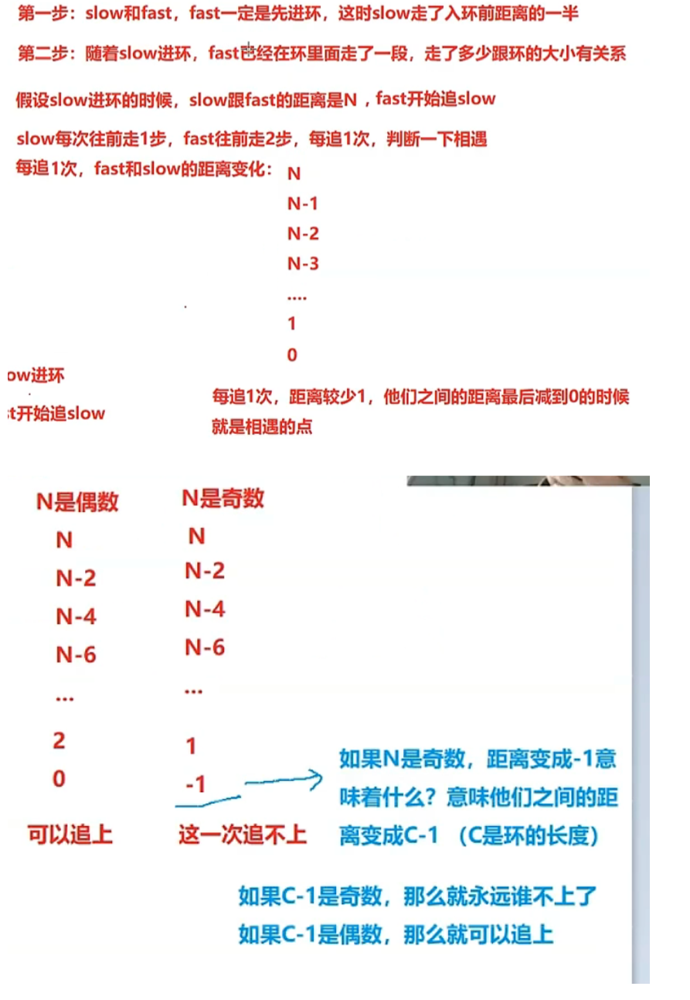 第一步：slow和fast，fast一定是先进环，这时slow走了入环前距离的一半
第二步：随着slow进环，fast已经在环里面走了一段，走了多少跟环的大小有关系
假设slow进环的时候，slow跟fast的距离是N，fast开始追slow
slow每次往前走1步，fast往前走2步，每追1次，判断一下相遇
每追1次，fast和slow的距离变化： N
N-1
N-2
N-3
....
1
0
ow进环
t开始追slow
每追1次，距离较少1，他们之间的距离最后减到0的时候
就是相遇的点
N是偶数 N是奇数
N N
N-2 N-2
N-4 N-4
N-6 N-6
... ...
2 1
0 -1
可以追上 这一次追不上
如果N是奇数，距离变成-1意
味着什么？意味他们之间的距
离变成C-1 （C是环的长度）
如果C-1是奇数，那么就永远谁不上了
如果C-1是偶数，那么就可以追上